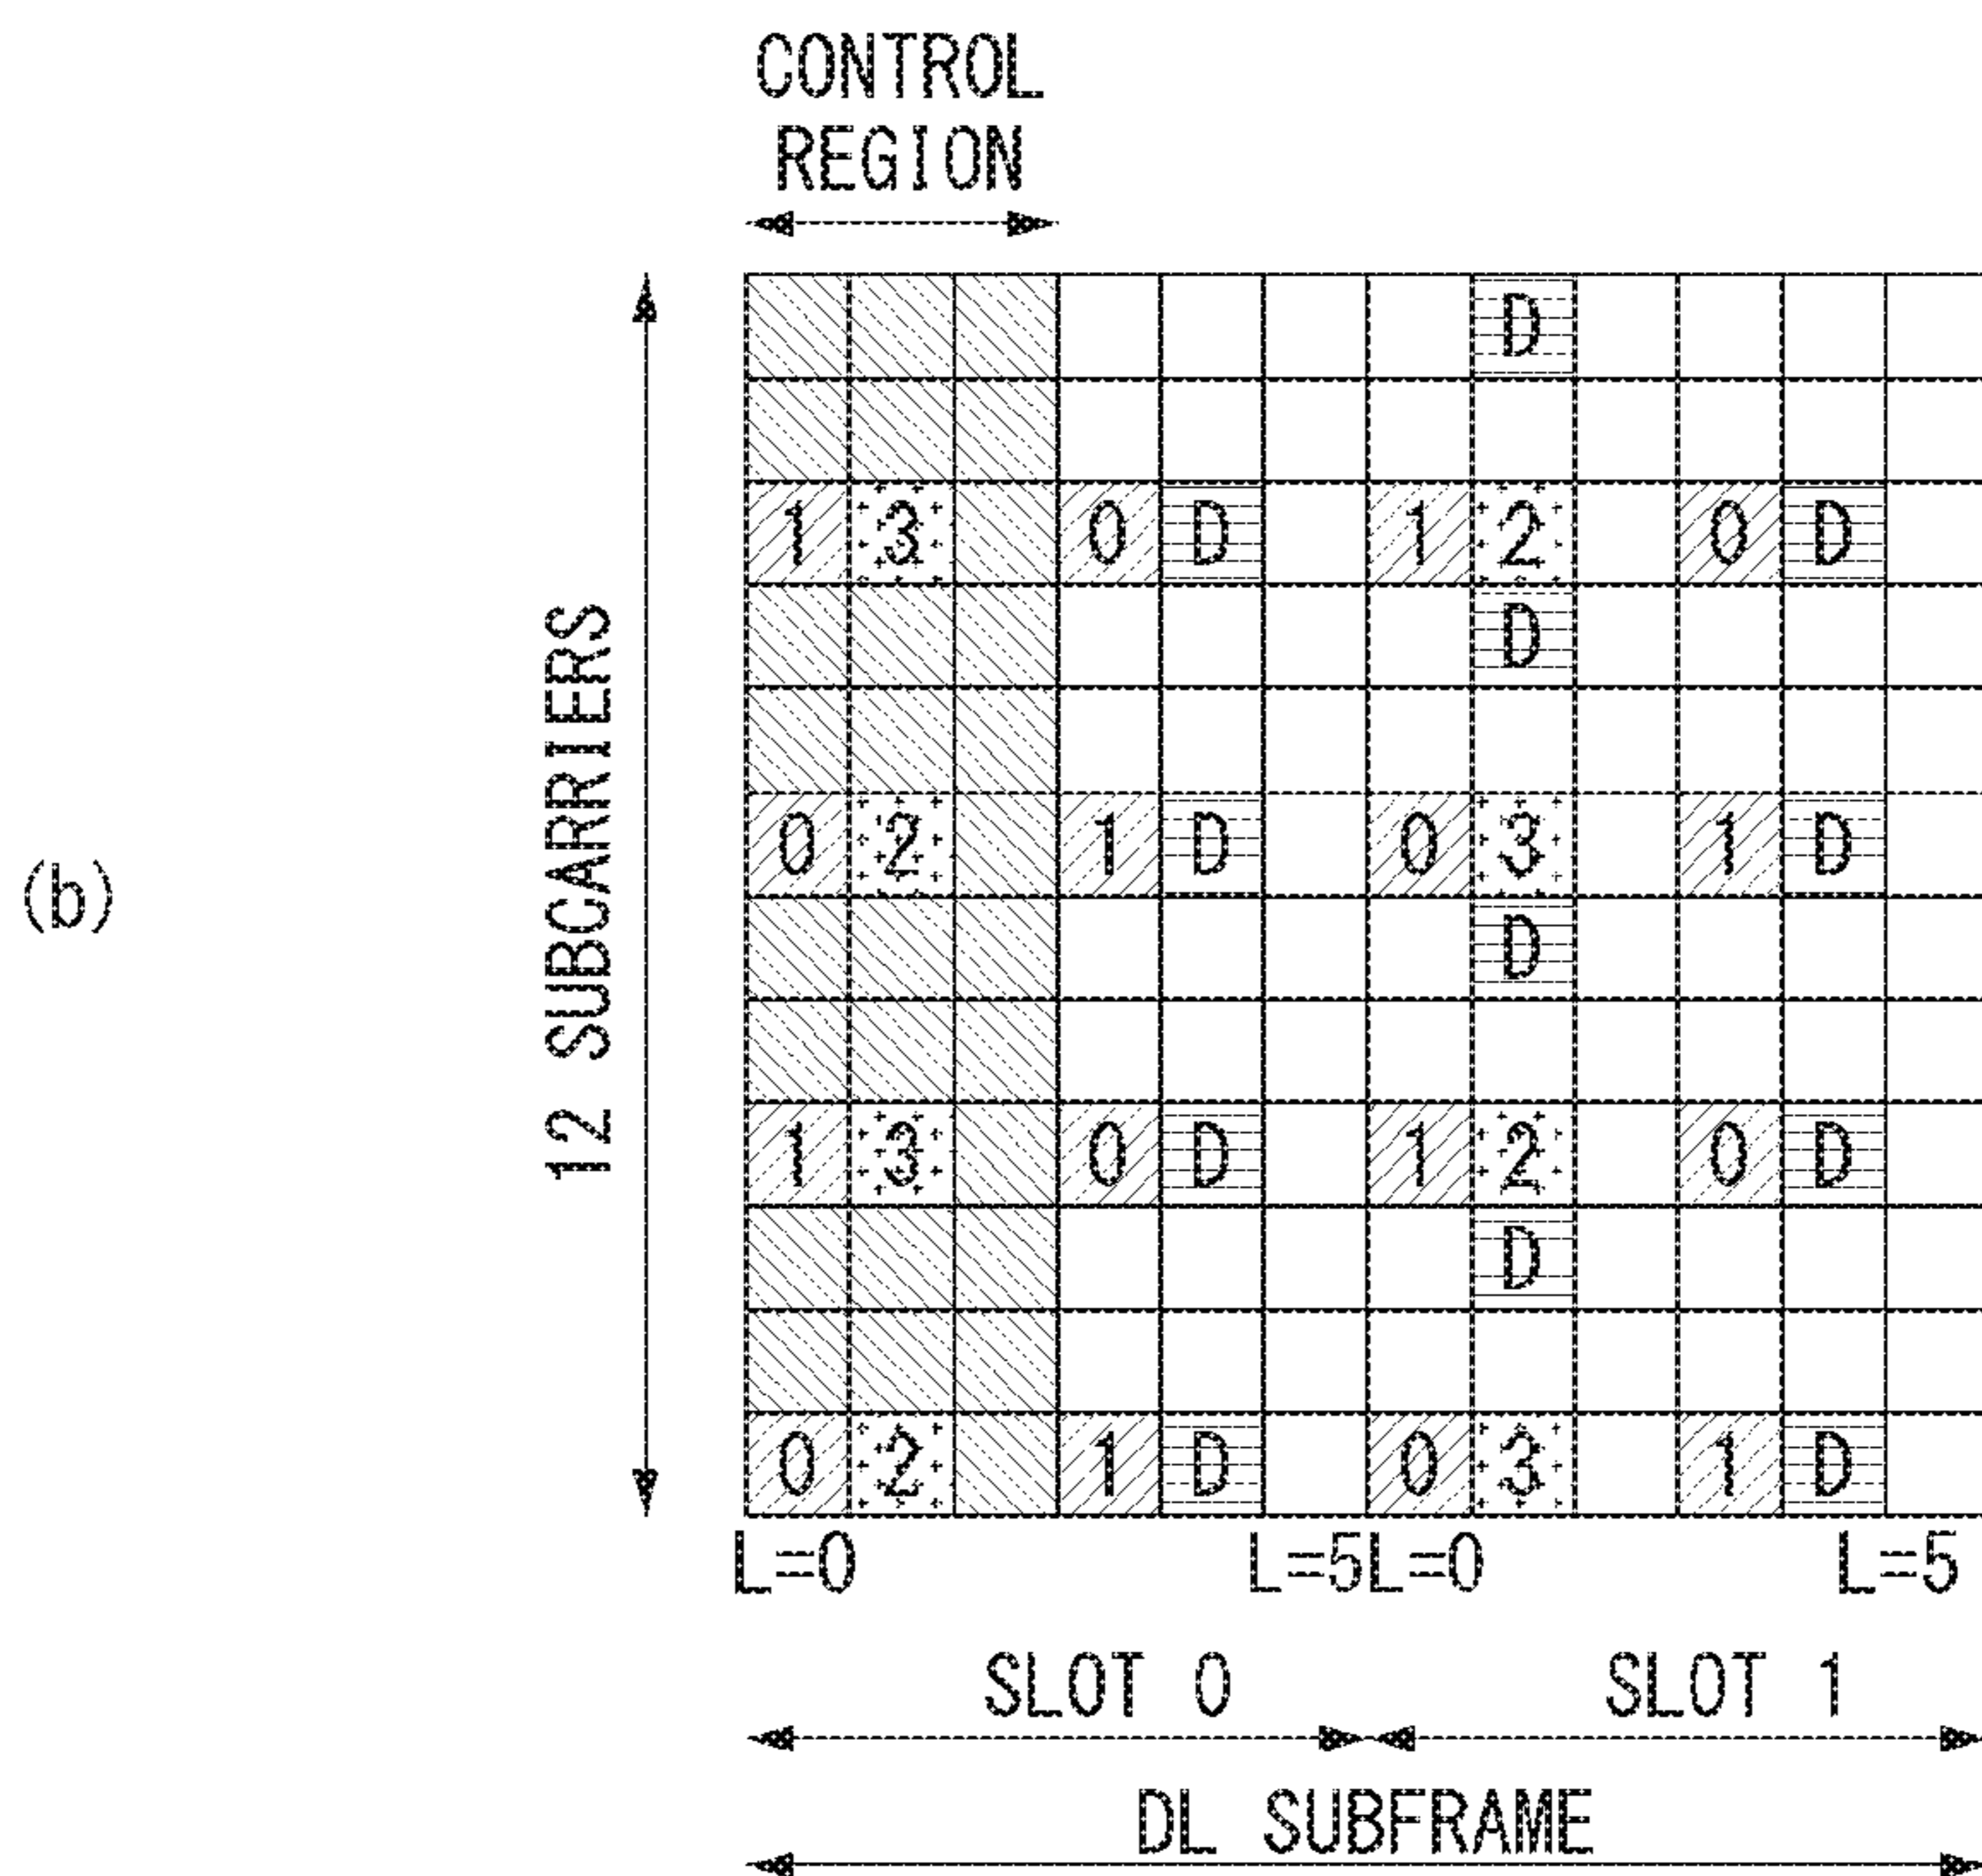 CONTROL
REGION
D
1 3 0 D 1 2 0 D
D
12 SUBCARRIERS
0 2 1 D 0 3 1 D
(b)
D
1 3 0 D 1 2 0 D
D
0 2 1 D 0 3 1 D
L=0 L=5 L=0 L=5
SLOT 0 SLOT 1
DL SUBFRAME